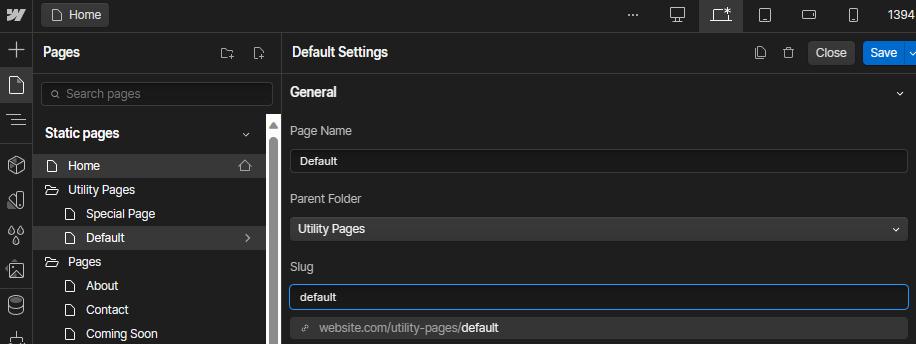 Home
... 1394
Pages
Default Settings
Close
Save
Search pages
General
Static pages
Page Name
Home
Default
Utility Pages
Special Page
Parent Folder
Default
Utility Pages
Pages
Slug
About
default
Contact
website.com/utility-pages/default
Coming Soon